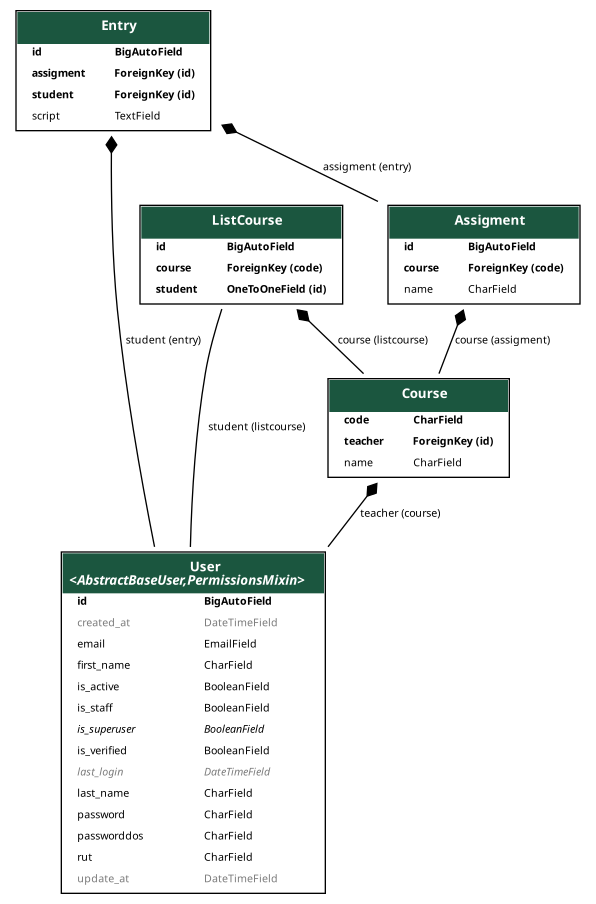 Entry
id BigAutoField
assigment ForeignKey (id)
student ForeignKey (id)
script TextField
assigment (entry)
ListCourse
id BigAutoField
course ForeignKey (code)
student OneToOneField (id)
Assigment
id BigAutoField
course ForeignKey (code)
name CharField
student (entry)
course (listcourse)
course (assigment)
Course
code CharField
teacher ForeignKey (id)
name CharField
student (listcourse)
teacher (course)
User
<AbstractBaseUser,PermissionsMixin>
id BigAutoField
created_at DateTimeField
email EmailField
first_name CharField
is_active BooleanField
is_staff BooleanField
is_superuser BooleanField
is_verified BooleanField
last_login DateTimeField
last_name CharField
password CharField
passworddos CharField
rut CharField
update_at DateTimeField